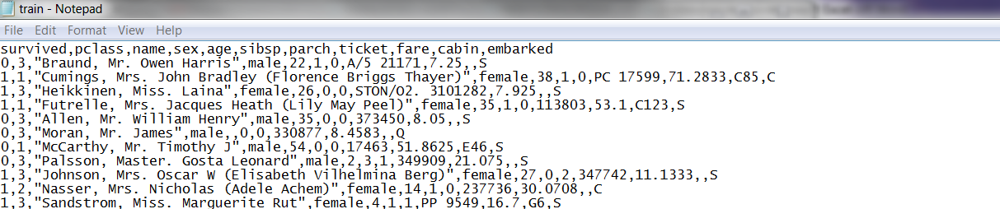 train - Notepad
File Edit Format View Help
survived,pclass,name,sex,age,sibsp,parch,ticket,fare,cabin,embarked
0,3,"Braund, Mr. Owen Harris",male,22,1,0,A/5 21171,7.25,,S
1,1,"Cumings, Mrs. John Bradley (Florence Briggs Thayer)",female,38,1,0,PC 17599,71.2833,C85,C
1,3,"Heikkinen, Miss. Laina",female,26,0,0,STON/O2. 3101282,7.925,,S
1,1,"Futrelle, Mrs. Jacques Heath (Lily May Peel)",female,35,1,0,113803,53.1,C123,S
0,3,"Allen, Mr. William Henry",male,35,0,0,373450,8.05,,S
0,3,"Moran, Mr. James",male,,0,0,330877,8.4583,,Q
0,1,"McCarthy, Mr. Timothy J",male,54,0,0,17463,51.8625,E46,S
0,3,"Palsson, Master. Gosta Leonard",male,2,3,1,349909,21.075,,S
1,3,"Johnson, Mrs. Oscar W (Elisabeth Vilhelmina Berg)",female,27,0,2,347742,11.1333,,S
1,2,"Nasser, Mrs. Nicholas (Adele Achem)",female,14,1,0,237736,30.0708,,C
1,3,"Sandstrom, Miss. Marguerite Rut",female,4,1,1,PP 9549,16.7,G6,S